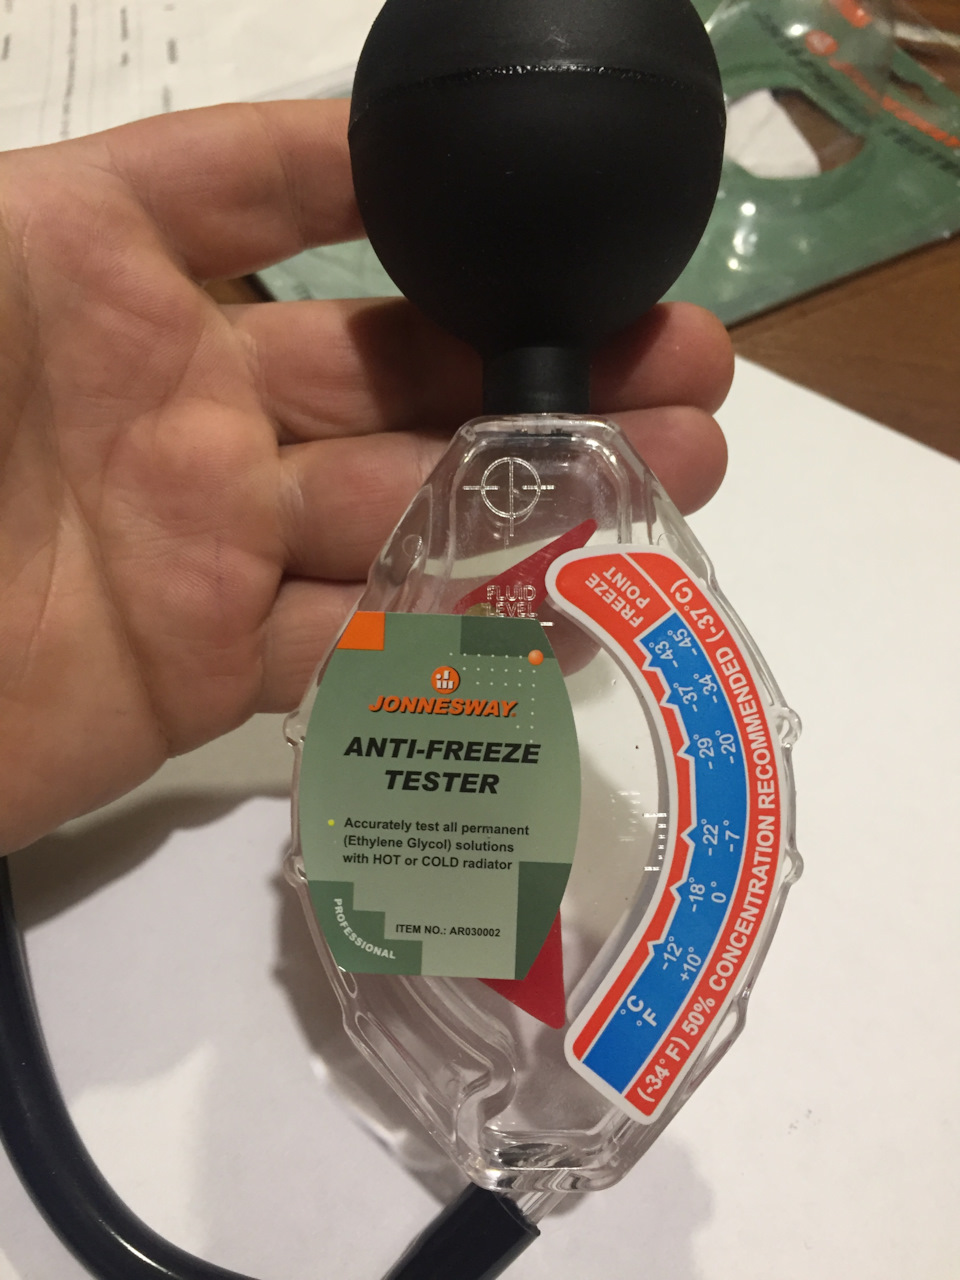 FLUID
LEVEL
JONNESWAY
ANTI-FREEZE
TESTER
Accurately test all permanent
(Ethylene Glycol) solutions
with HOT or COLD radiator
PROFESSIONAL
ITEM NO.: AR030002
FREEZE
POINT
-43° -45°
-37° -34°
-29° -20°
-22° -7°
-18° 0°
-12° +10°
°C °F
(-34°F) 50% CONCENTRATION RECOMMENDED (-37°C)